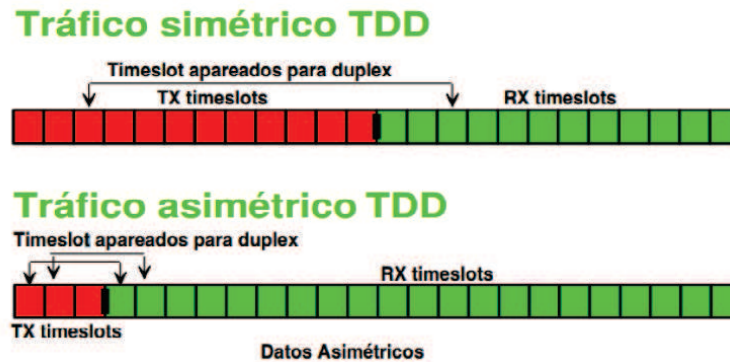 Tráfico simétrico TDD
Timeslot apareados para duplex
TX timeslots
RX timeslots
Tráfico asimétrico TDD
Timeslot apareados para duplex
RX timeslots
TX timeslots
Datos Asimétricos